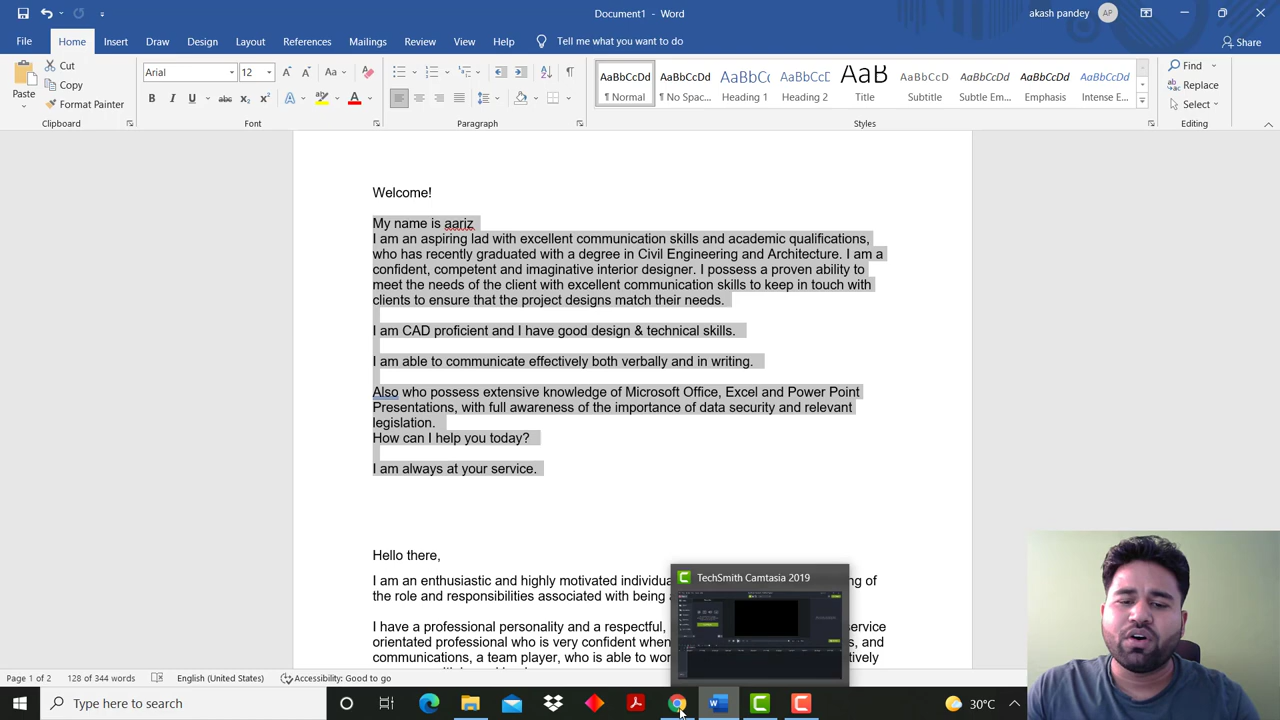 Document1 - Word
akash pandey
AP
File
Home
Insert
Draw
Design
Layout
References
Mailings
Review
View
Help
Tell me what you want to do
Share
Paste
Cut
Copy
Format Painter
Clipboard
Arial
12
Font
Paragraph
AaBbCcDd
Normal
AaBbCcDd
No Spac...
AaBbCc
Heading 1
AaBbCcD
Heading 2
AaB
Title
AaBbCcD
Subtitle
AaBbCcDd
Subtle Em...
AaBbCcDd
Emphasis
AaBbCcDd
Intense E...
Styles
Find
Replace
Select
Editing
Welcome!
My name is aariz
I am an aspiring lad with excellent communication skills and academic qualifications,
who has recently graduated with a degree in Civil Engineering and Architecture. I am a
confident, competent and imaginative interior designer. I possess a proven ability to
meet the needs of the client with excellent communication skills to keep in touch with
clients to ensure that the project designs match their needs.
I am CAD proficient and I have good design & technical skills.
I am able to communicate effectively both verbally and in writing.
Also who possess extensive knowledge of Microsoft Office, Excel and Power Point
Presentations, with full awareness of the importance of data security and relevant
legislation.
How can I help you today?
I am always at your service.
Hello there,
I am an enthusiastic and highly motivated individua
ng of
the role and responsibilities associated with being
I have a professional personality and a respectful,
service
orientated professional who is very confident when
s, and
communications, a team player, who is able to wor
tively
TechSmith Camtasia 2019
Page 1 of 2
128 of 344 words
English (United States)
Accessibility: Good to go
Type here to search
30°C